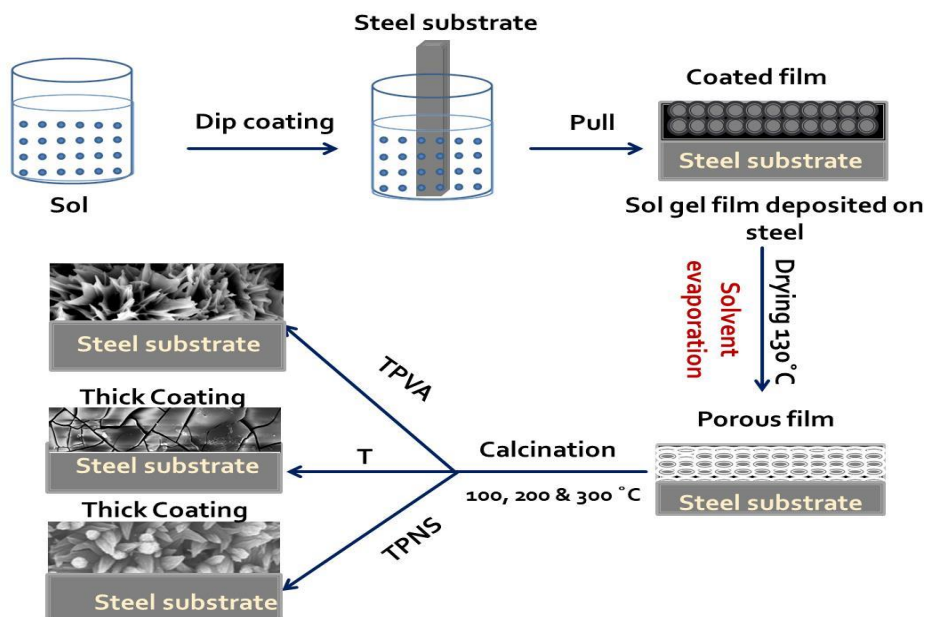 Steel substrate
Sol
Dip coating
Pull
Coated film
Steel substrate
Sol gel film deposited on
steel
Drying 130°C
Solvent
evaporation
Porous film
Steel substrate
Calcination
100, 200 & 300 °C
TPVA
T
TPNS
Steel substrate
Thick Coating
Steel substrate
Thick Coating
Steel substrate